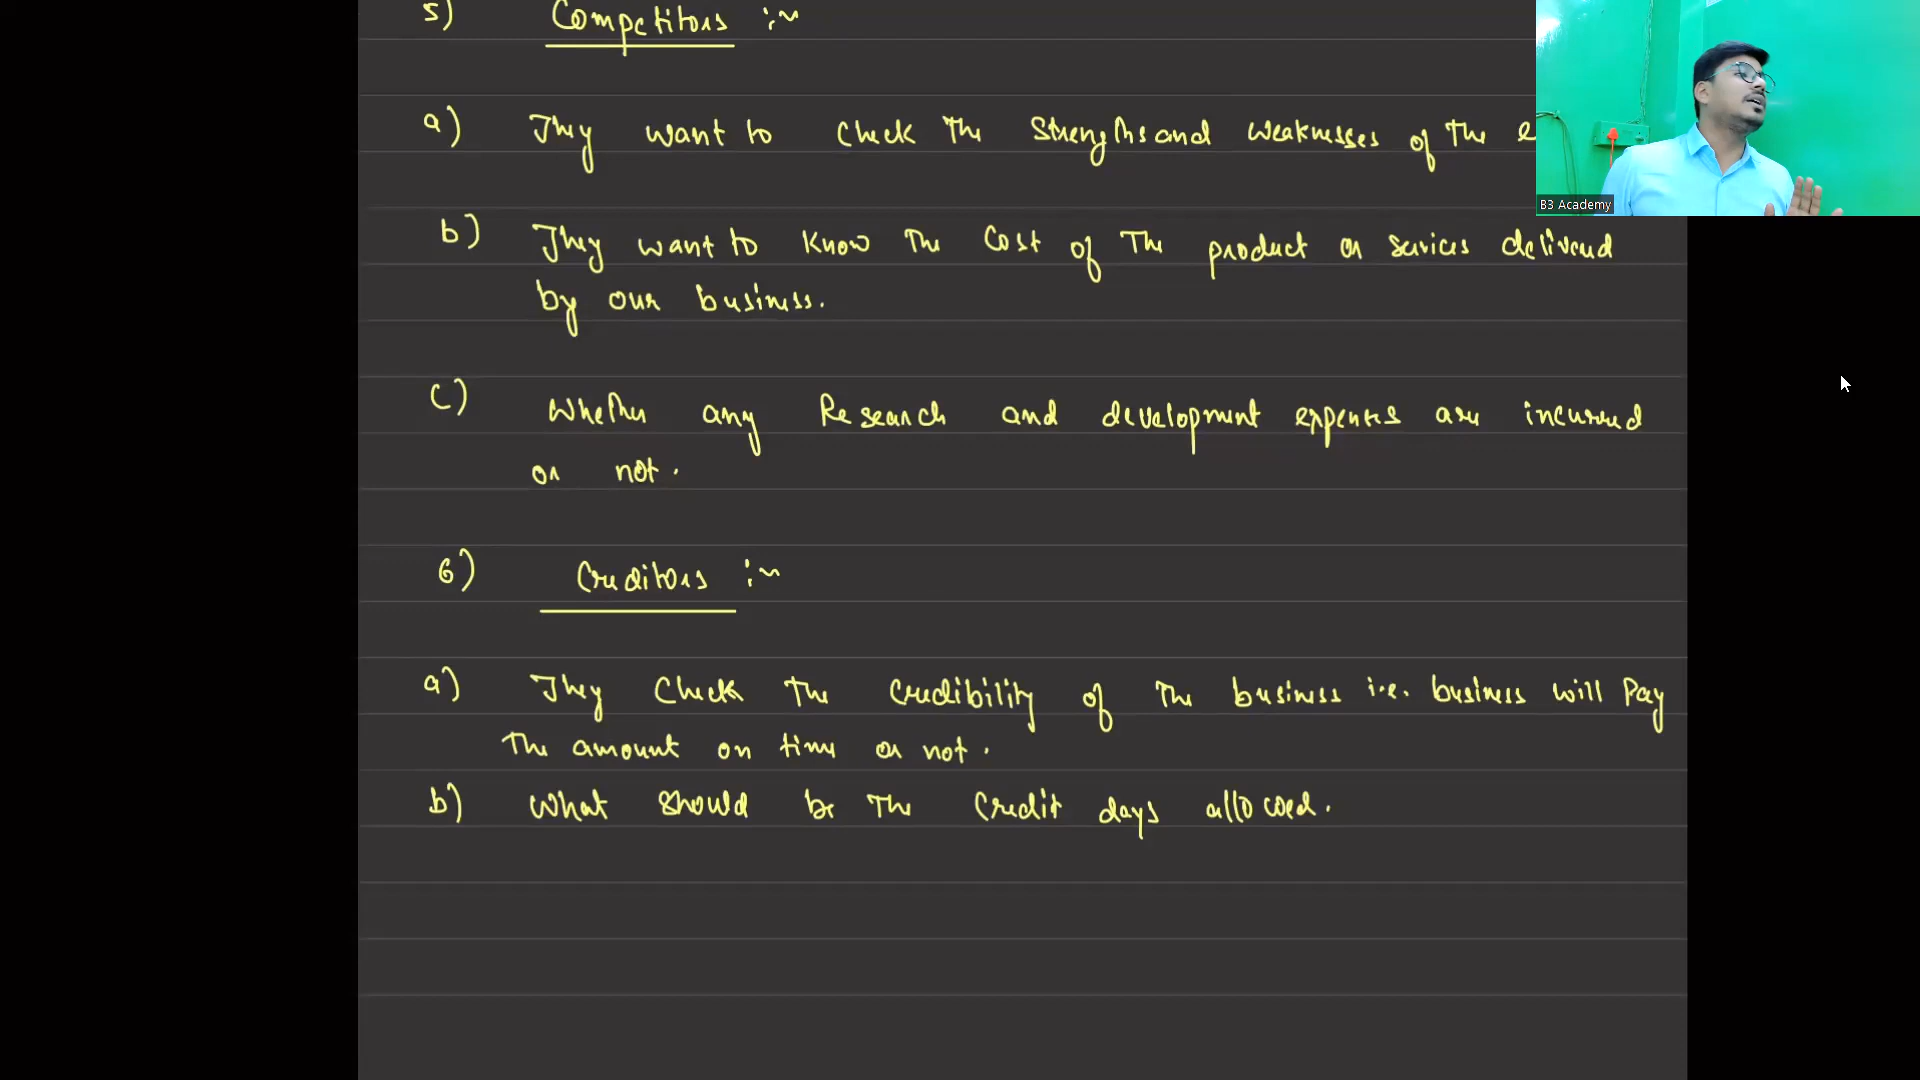 5) Competitors :~
a) They want to check the strengths and weaknesses of the
B3 Academy
b) They want to know the cost of the product or services delivered
by our business.
c) Whether any Research and development expenses are incurred
or not.
6) Creditors :~
a) They check the credibility of the business i.e. business will pay
the amount on time or not.
b) What should be the credit days allowed.